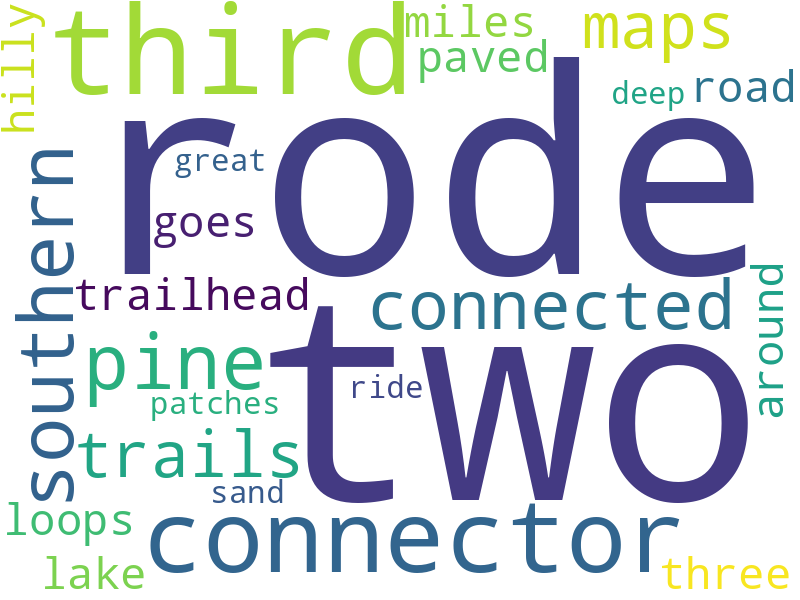 hilly
third
miles
maps
paved
deep
road
rode
great
southern
goes
around
trailhead
connected
two
pine
ride
patches
trails
sand
loops
connector
lake
three